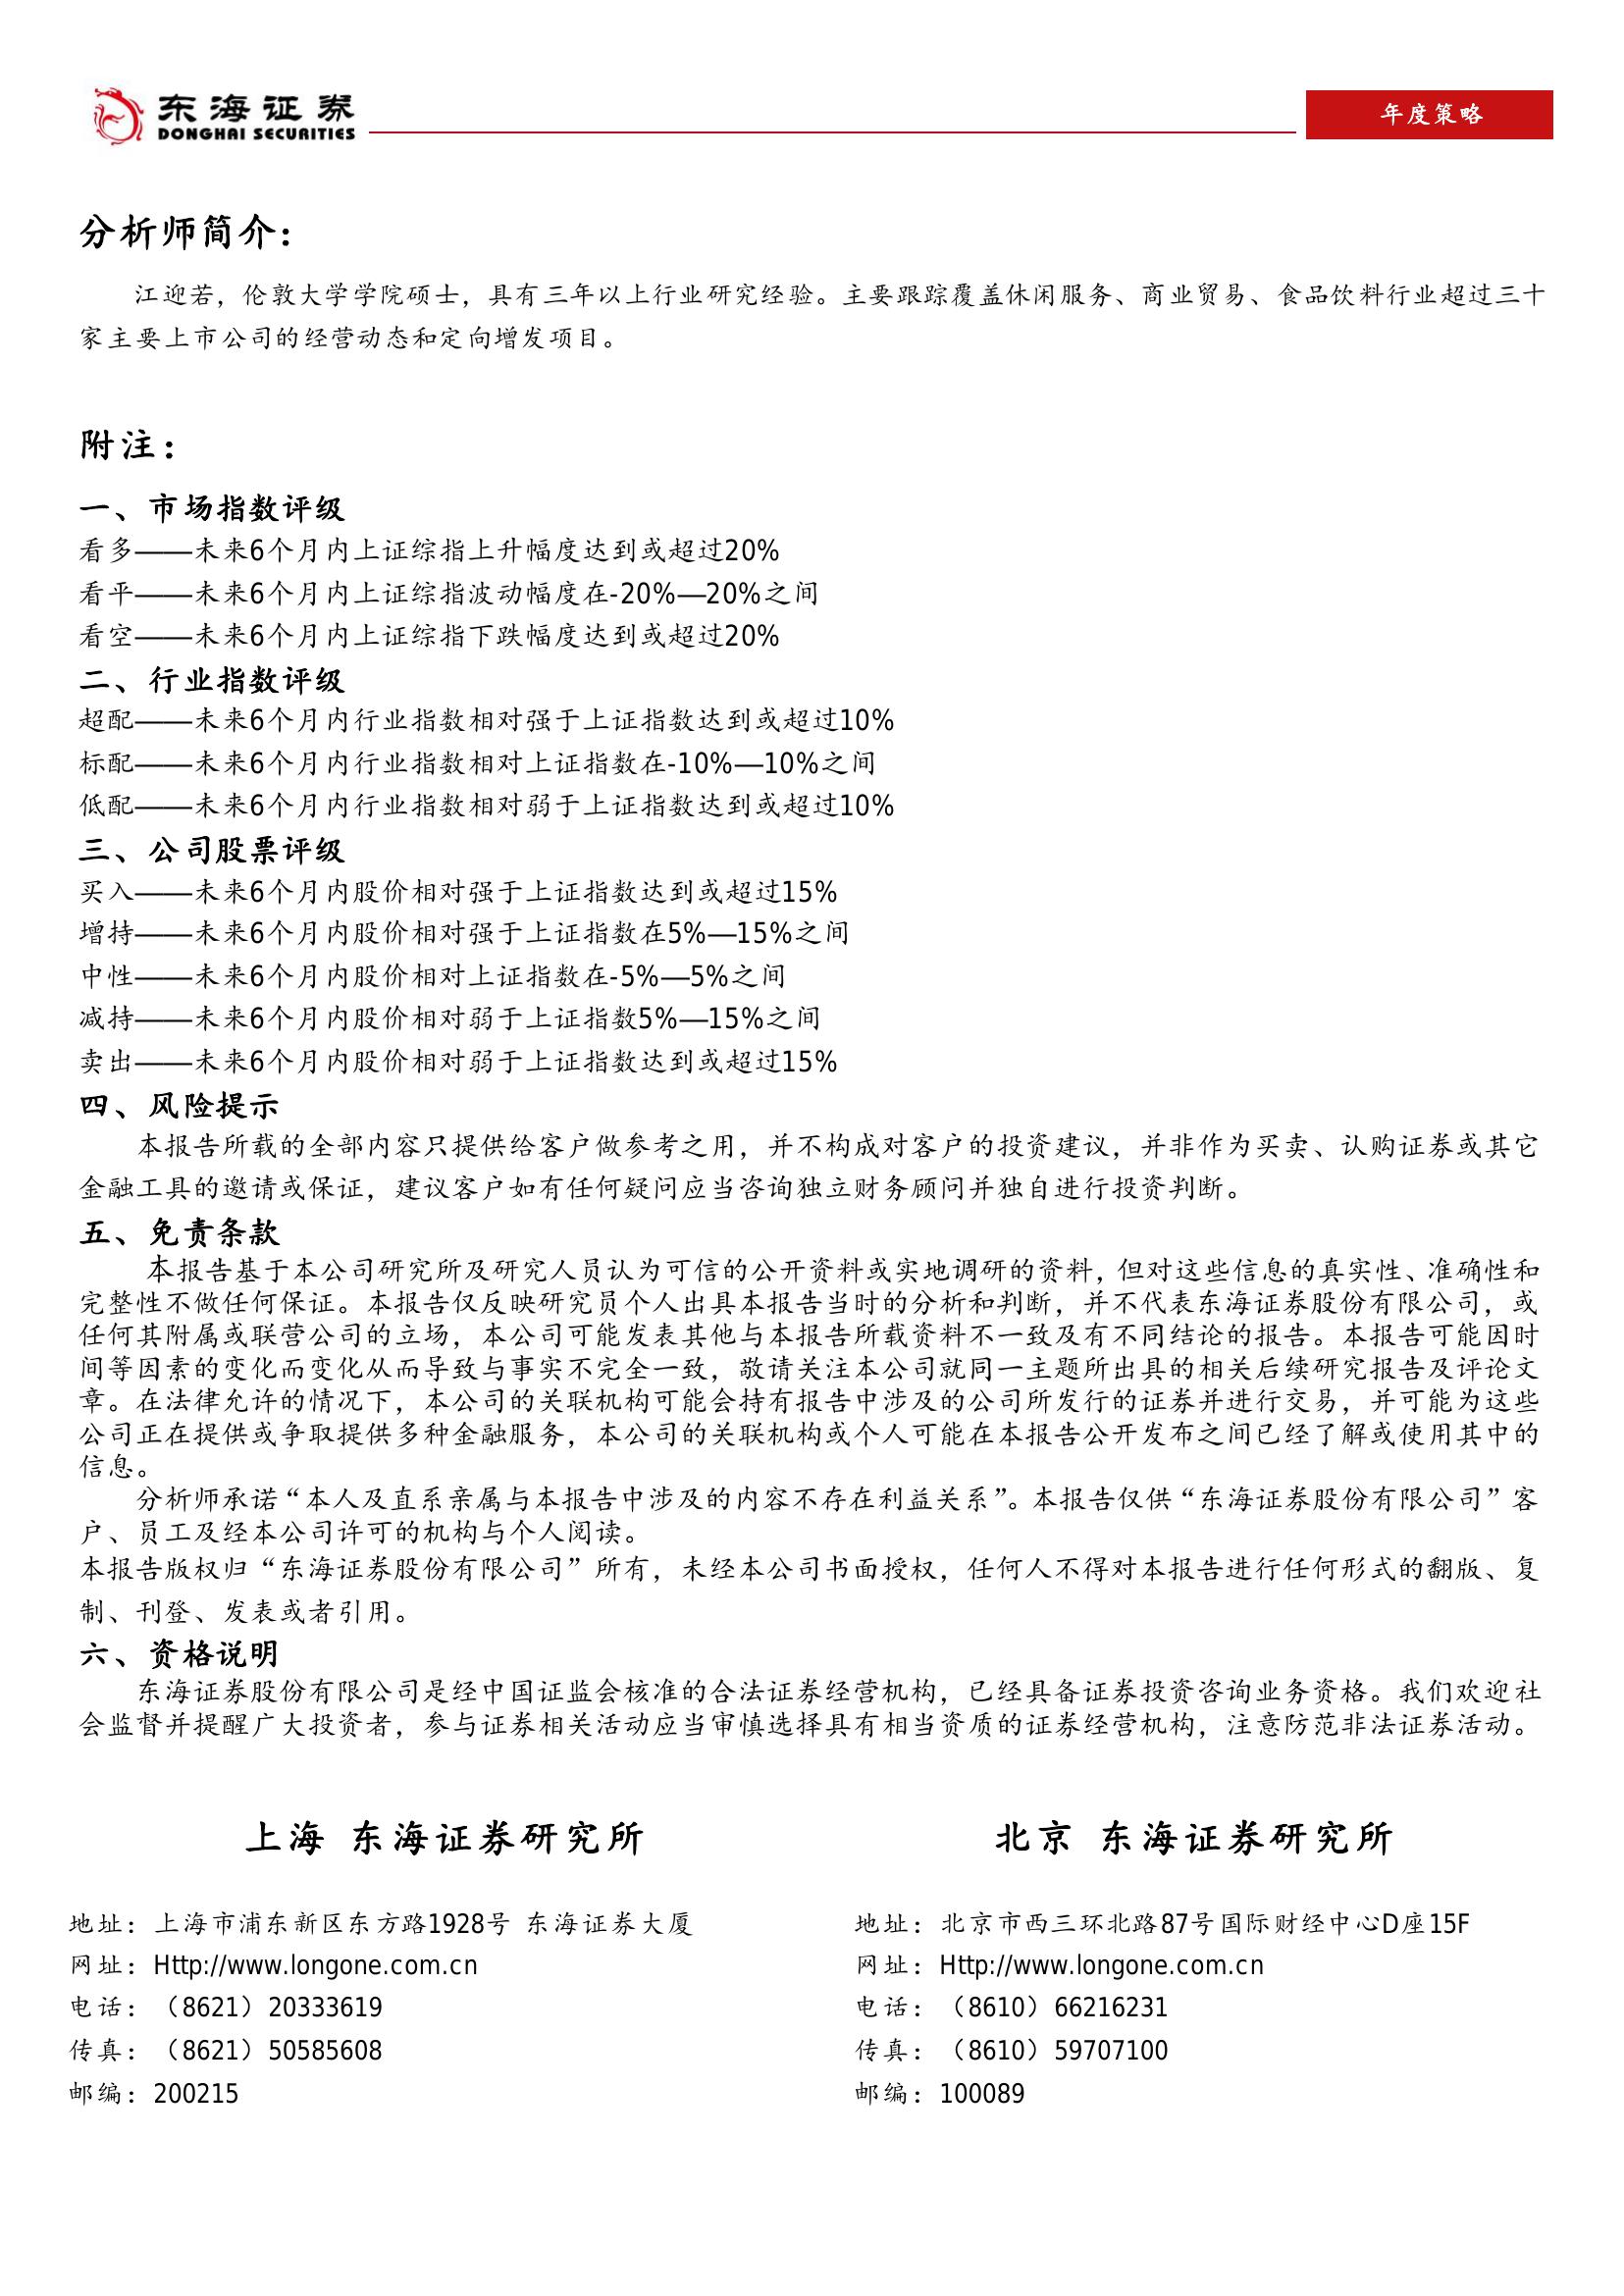 东海证券
DONGHAI SECURITIES
年度策略
分析师简介：
江迎若，伦敦大学学院硕士，具有三年以上行业研究经验。主要跟踪覆盖休闲服务、商业贸易、食品饮料行业超过三十
家主要上市公司的经营动态和定向增发项目。
附注：
一、市场指数评级
看多——未来6个月内上证综指上升幅度达到或超过20%
看平——未来6个月内上证综指波动幅度在-20%—20%之间
看空——未来6个月内上证综指下跌幅度达到或超过20%
二、行业指数评级
超配——未来6个月内行业指数相对强于上证指数达到或超过10%
标配——未来6个月内行业指数相对上证指数在-10%—10%之间
低配——未来6个月内行业指数相对弱于上证指数达到或超过10%
三、公司股票评级
买入——未来6个月内股价相对强于上证指数达到或超过15%
增持——未来6个月内股价相对强于上证指数在5%—15%之间
中性——未来6个月内股价相对上证指数在-5%—5%之间
减持——未来6个月内股价相对弱于上证指数5%—15%之间
卖出——未来6个月内股价相对弱于上证指数达到或超过15%
四、风险提示
本报告所载的全部内容只提供给客户做参考之用，并不构成对客户的投资建议，并非作为买卖、认购证券或其它
金融工具的邀请或保证，建议客户如有任何疑问应当咨询独立财务顾问并独自进行投资判断。
五、免责条款
本报告基于本公司研究所及研究人员认为可信的公开资料或实地调研的资料，但对这些信息的真实性、准确性和
完整性不做任何保证。本报告仅反映研究员个人出具本报告当时的分析和判断，并不代表东海证券股份有限公司，或
任何其附属或联营公司的立场，本公司可能发表其他与本报告所载资料不一致及有不同结论的报告。本报告可能因时
间等因素的变化而变化从而导致与事实不完全一致，敬请关注本公司就同一主题所出具的相关后续研究报告及评论文
章。在法律允许的情况下，本公司的关联机构可能会持有报告中涉及的公司所发行的证券并进行交易，并可能为这些
公司正在提供或争取提供多种金融服务，本公司的关联机构或个人可能在本报告公开发布之间已经了解或使用其中的
信息。
分析师承诺“本人及直系亲属与本报告中涉及的内容不存在利益关系”。本报告仅供“东海证券股份有限公司”客
户、员工及经本公司许可的机构与个人阅读。
本报告版权归“东海证券股份有限公司”所有，未经本公司书面授权，任何人不得对本报告进行任何形式的翻版、复
制、刊登、发表或者引用。
六、资格说明
东海证券股份有限公司是经中国证监会核准的合法证券经营机构，已经具备证券投资咨询业务资格。我们欢迎社
会监督并提醒广大投资者，参与证券相关活动应当审慎选择具有相当资质的证券经营机构，注意防范非法证券活动。
上海 东海证券研究所
地址：上海市浦东新区东方路1928号 东海证券大厦
网址：Http://www.longone.com.cn
电话：（8621）20333619
传真：（8621）50585608
邮编：200215
北京 东海证券研究所
地址：北京市西三环北路87号国际财经中心D座15F
网址：Http://www.longone.com.cn
电话：（8610）66216231
传真：（8610）59707100
邮编：100089